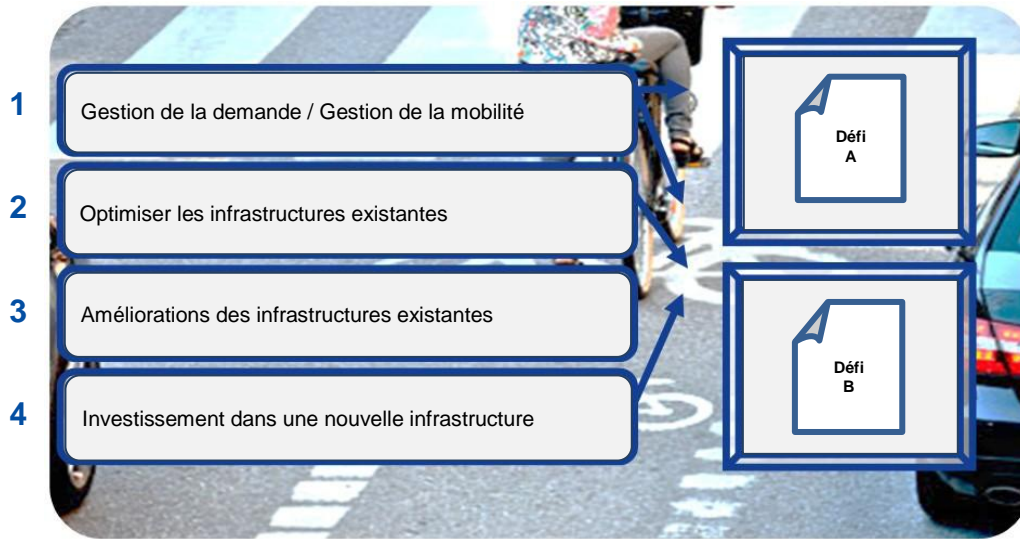 1
Gestion de la demande / Gestion de la mobilité
2
Optimiser les infrastructures existantes
3
Améliorations des infrastructures existantes
4
Investissement dans une nouvelle infrastructure
Défi
A
Défi
B